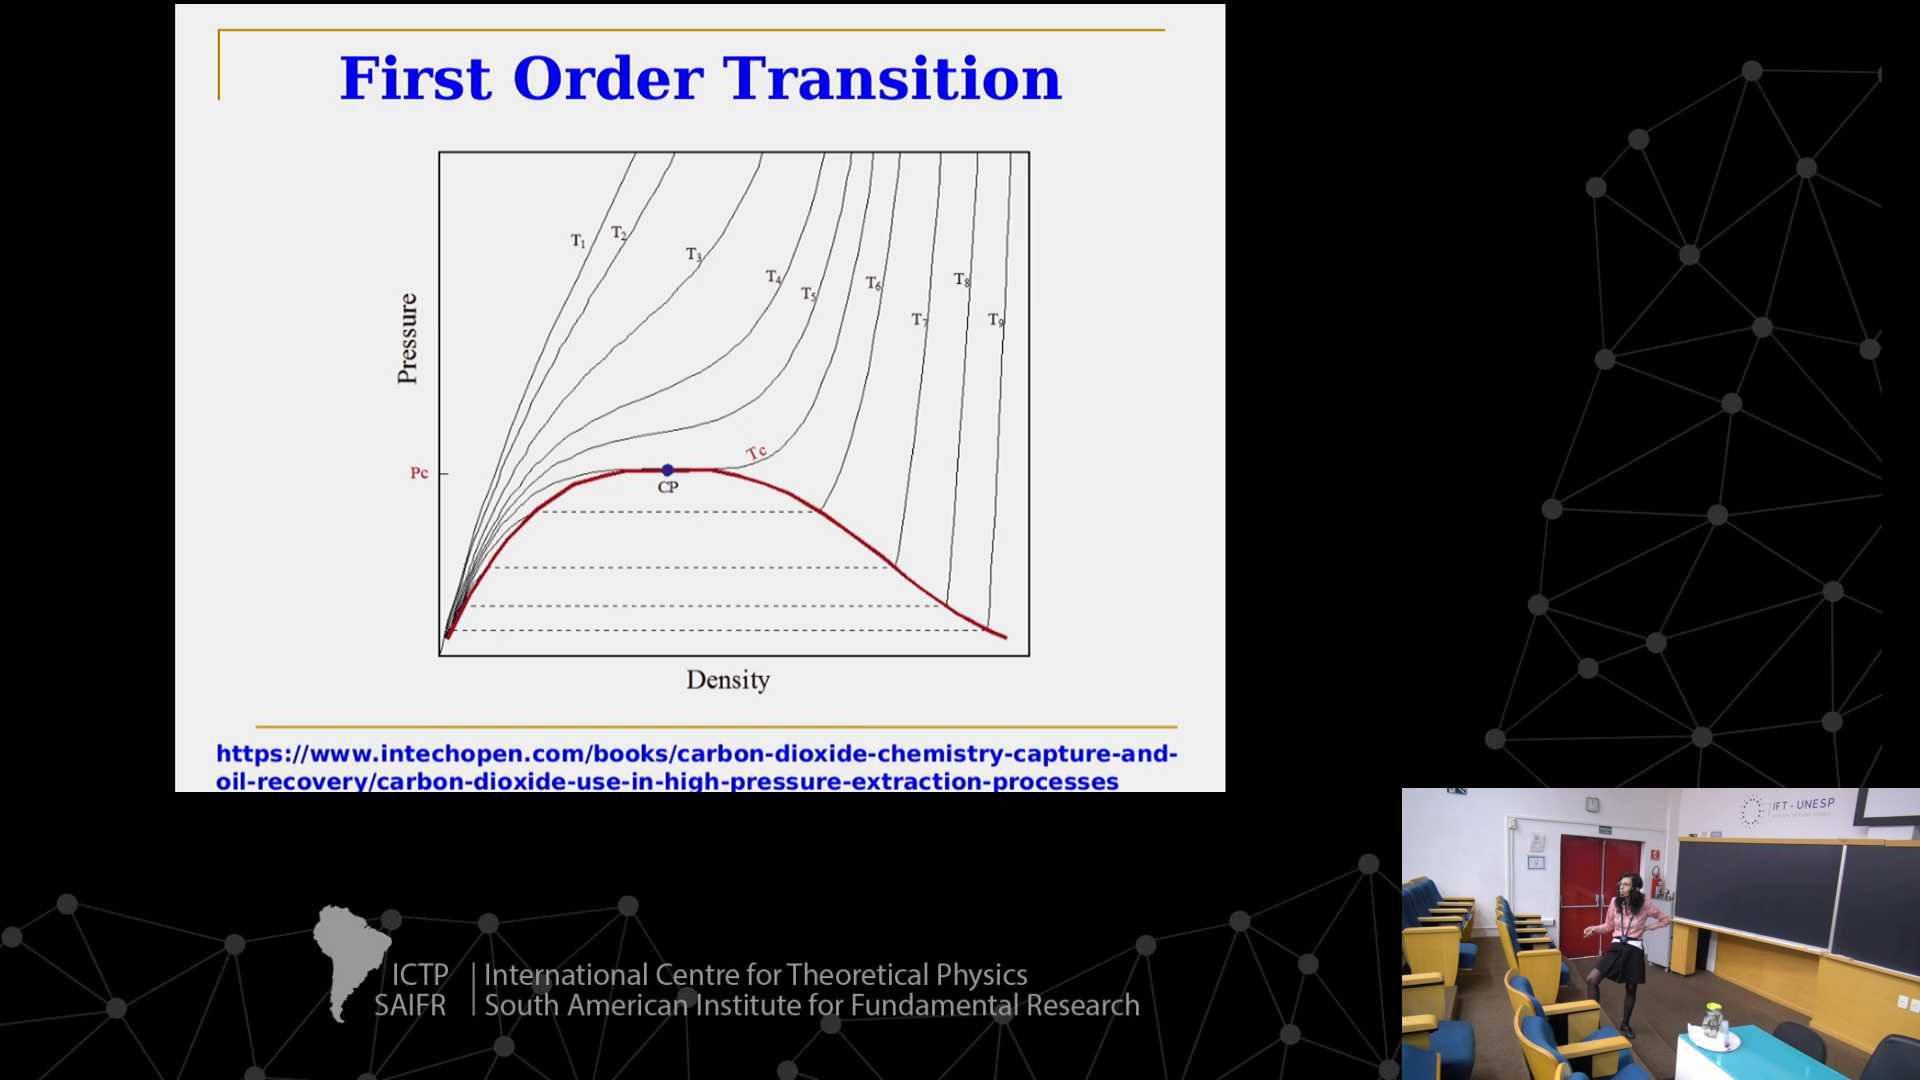 First Order Transition
T1
T2
T3
T4
T5
T6
T7
T8
T9
Pressure
Tc
Pc
CP
Density
https://www.intechopen.com/books/carbon-dioxide-chemistry-capture-and-
oil-recovery/carbon-dioxide-use-in-high-pressure-extraction-processes
IFT - UNESP
ICTP
SAIFR
International Centre for Theoretical Physics
South American Institute for Fundamental Research